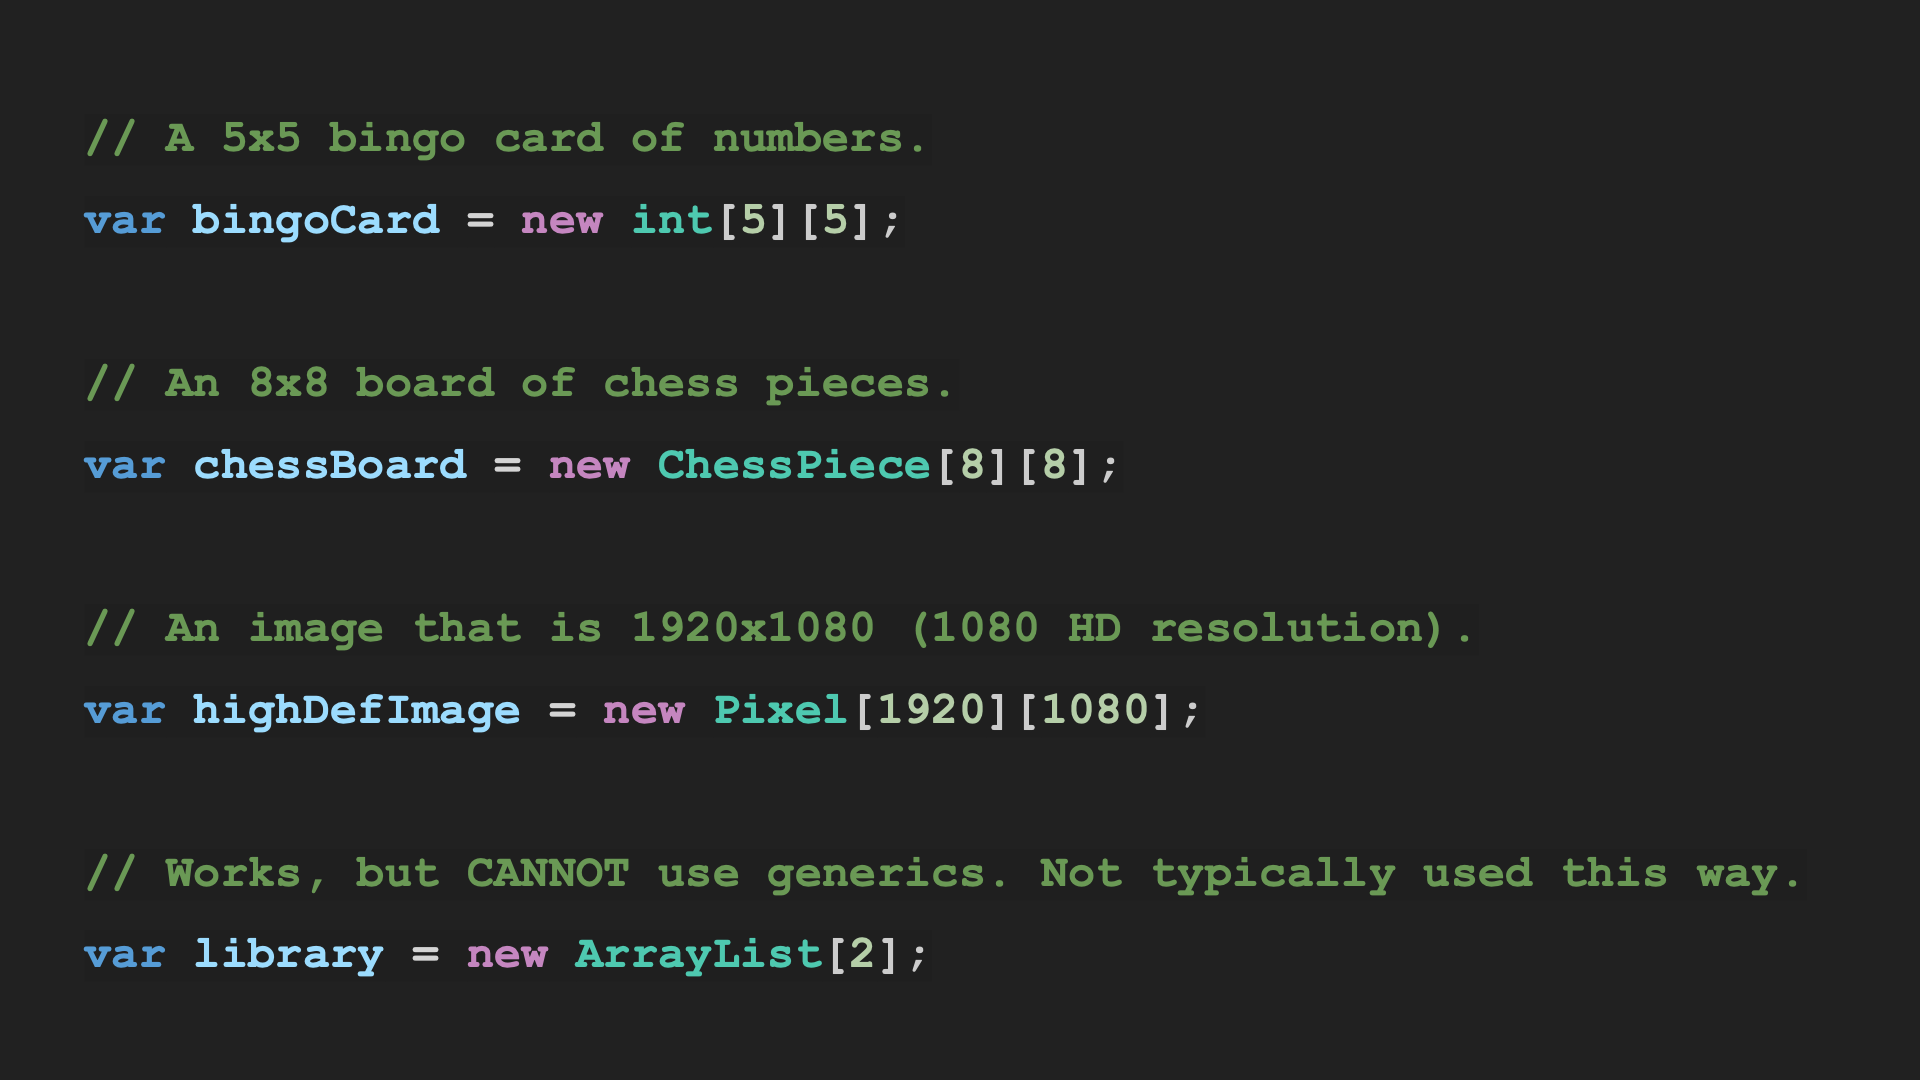 // A 5x5 bingo card of numbers.
var bingoCard = new int[5][5];
// An 8x8 board of chess pieces.
var chessBoard = new ChessPiece[8][8];
// An image that is 1920x1080 (1080 HD resolution).
var highDefImage = new Pixel[1920][1080];
// Works, but CANNOT use generics. Not typically used this way.
var library = new ArrayList[2];